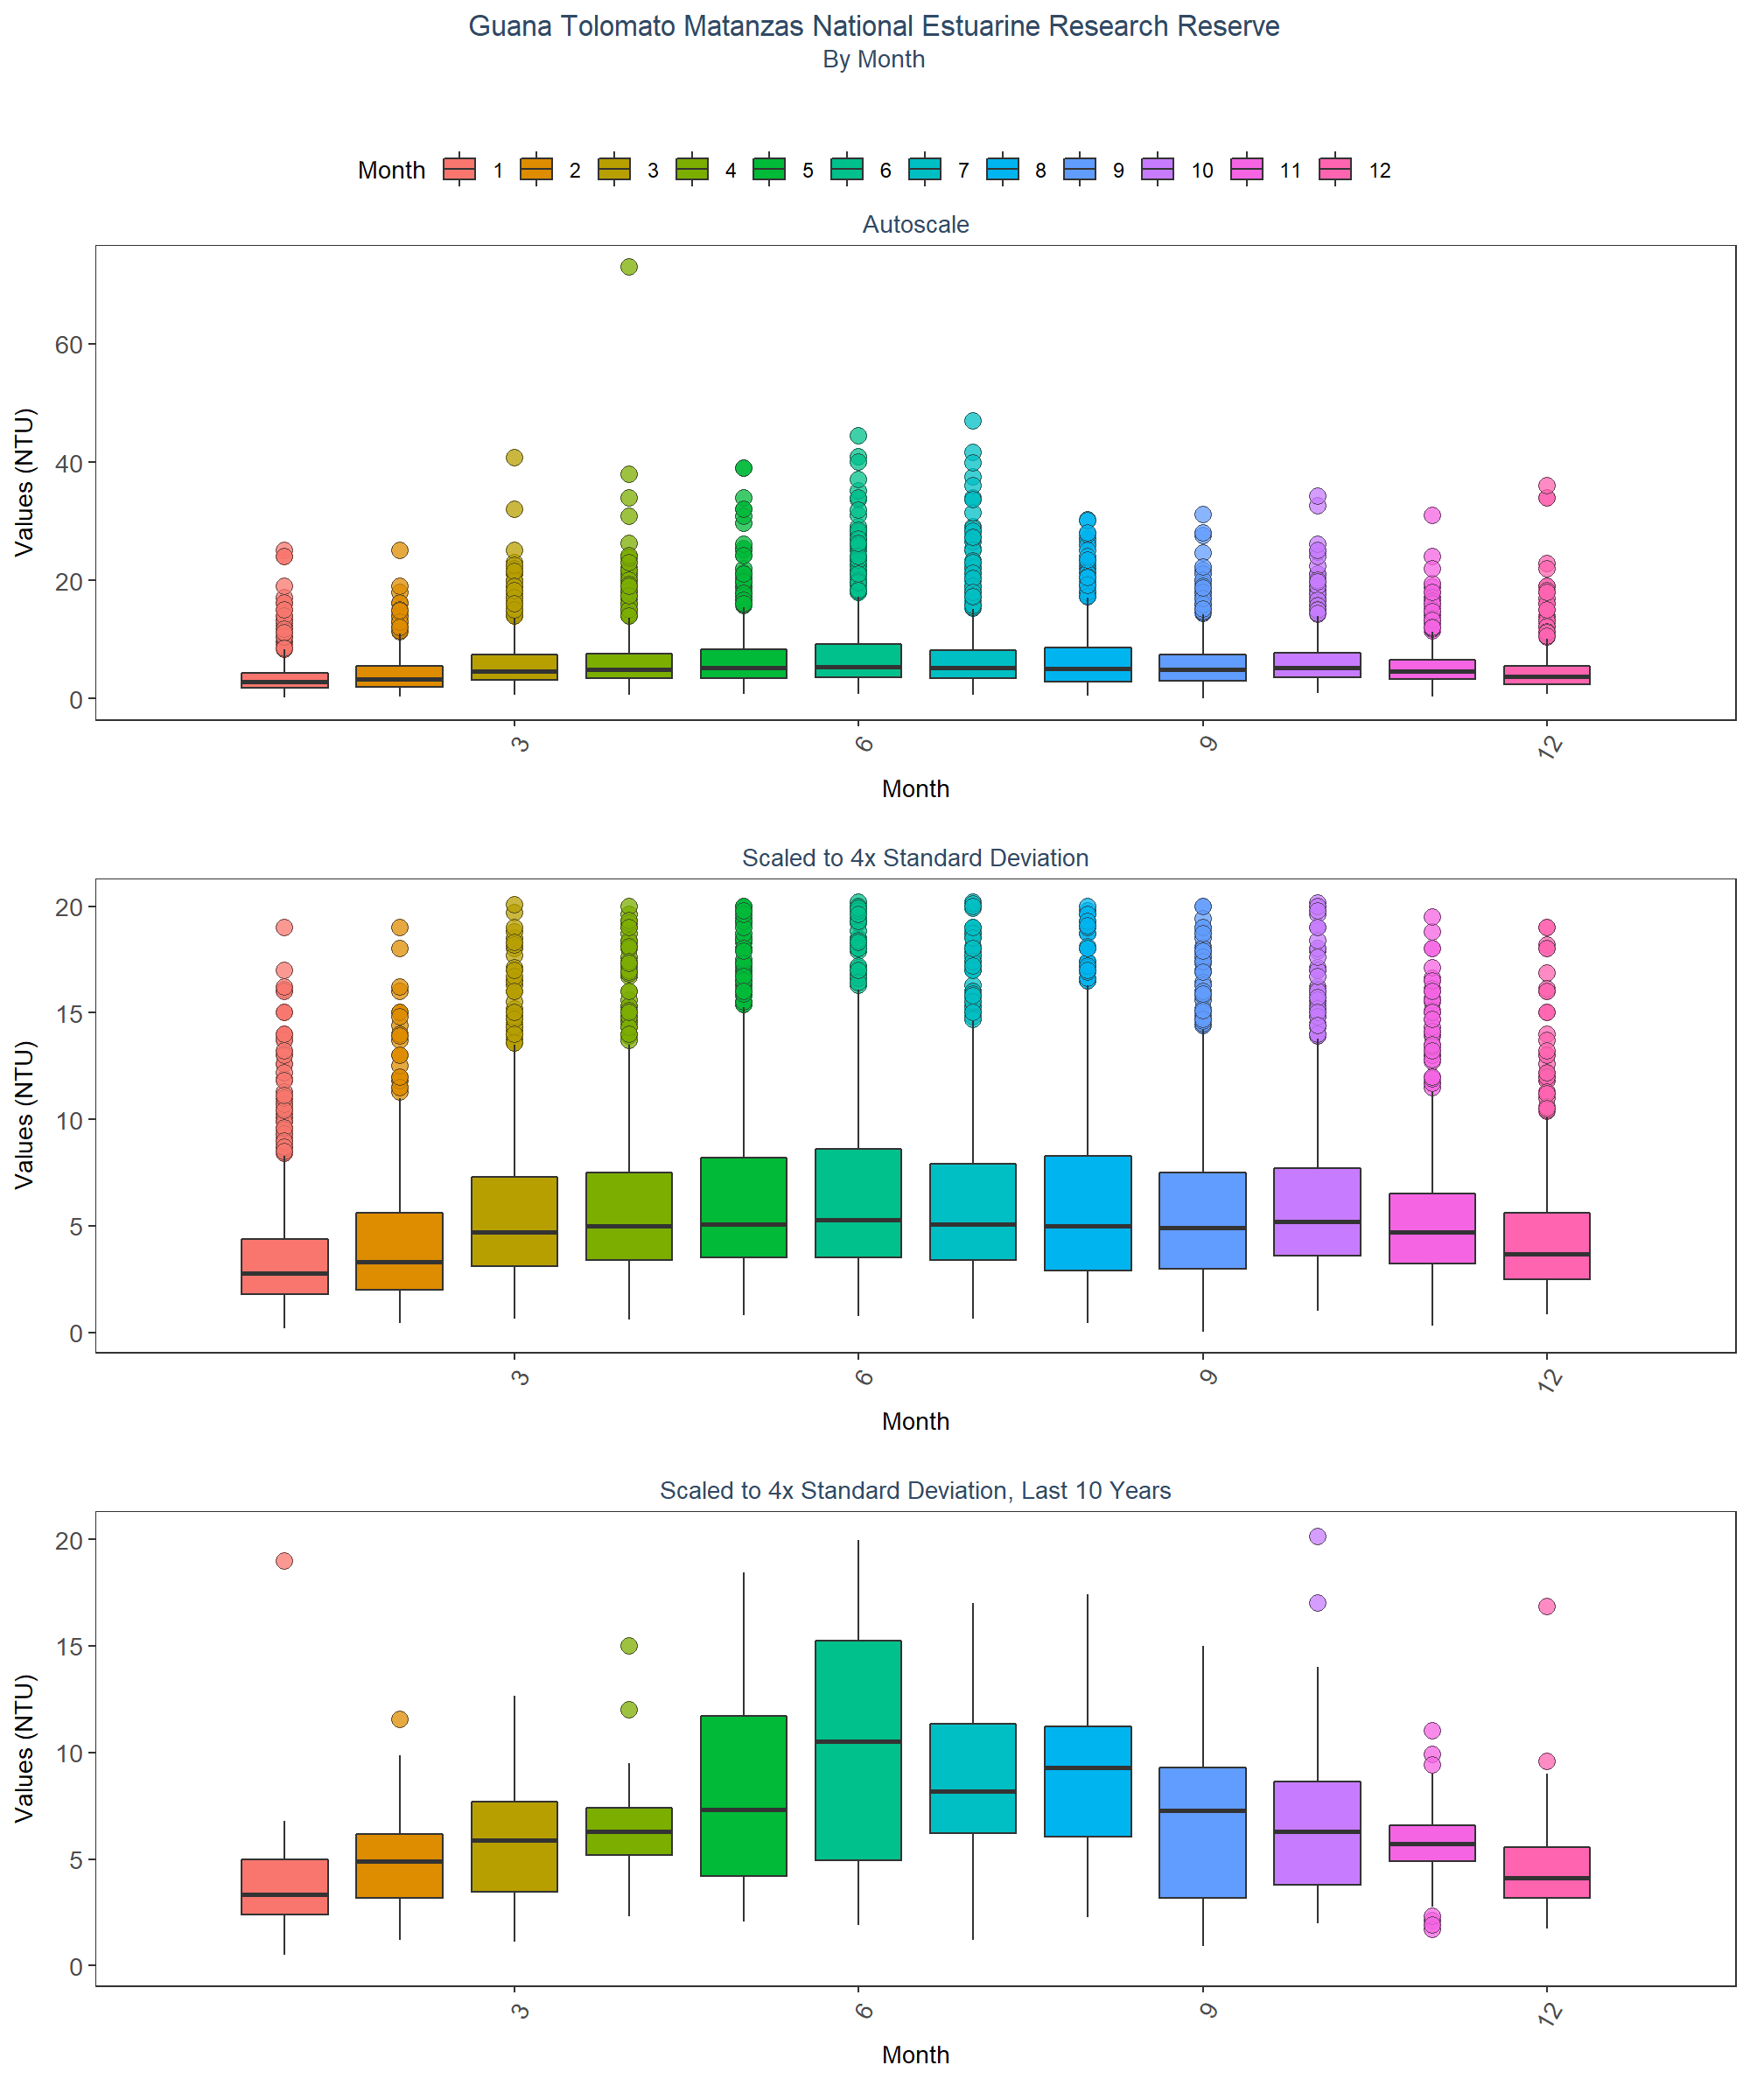 Guana Tolomato Matanzas National Estuarine Research Reserve
By Month
Month 1 2 3 4 5 6 7 8 9 10 11 12
Autoscale
Values (NTU)
60
40
20
0
3 6 9 12
Month
Scaled to 4x Standard Deviation
Values (NTU)
20
15
10
5
0
3 6 9 12
Month
Scaled to 4x Standard Deviation, Last 10 Years
Values (NTU)
20
15
10
5
0
3 6 9 12
Month